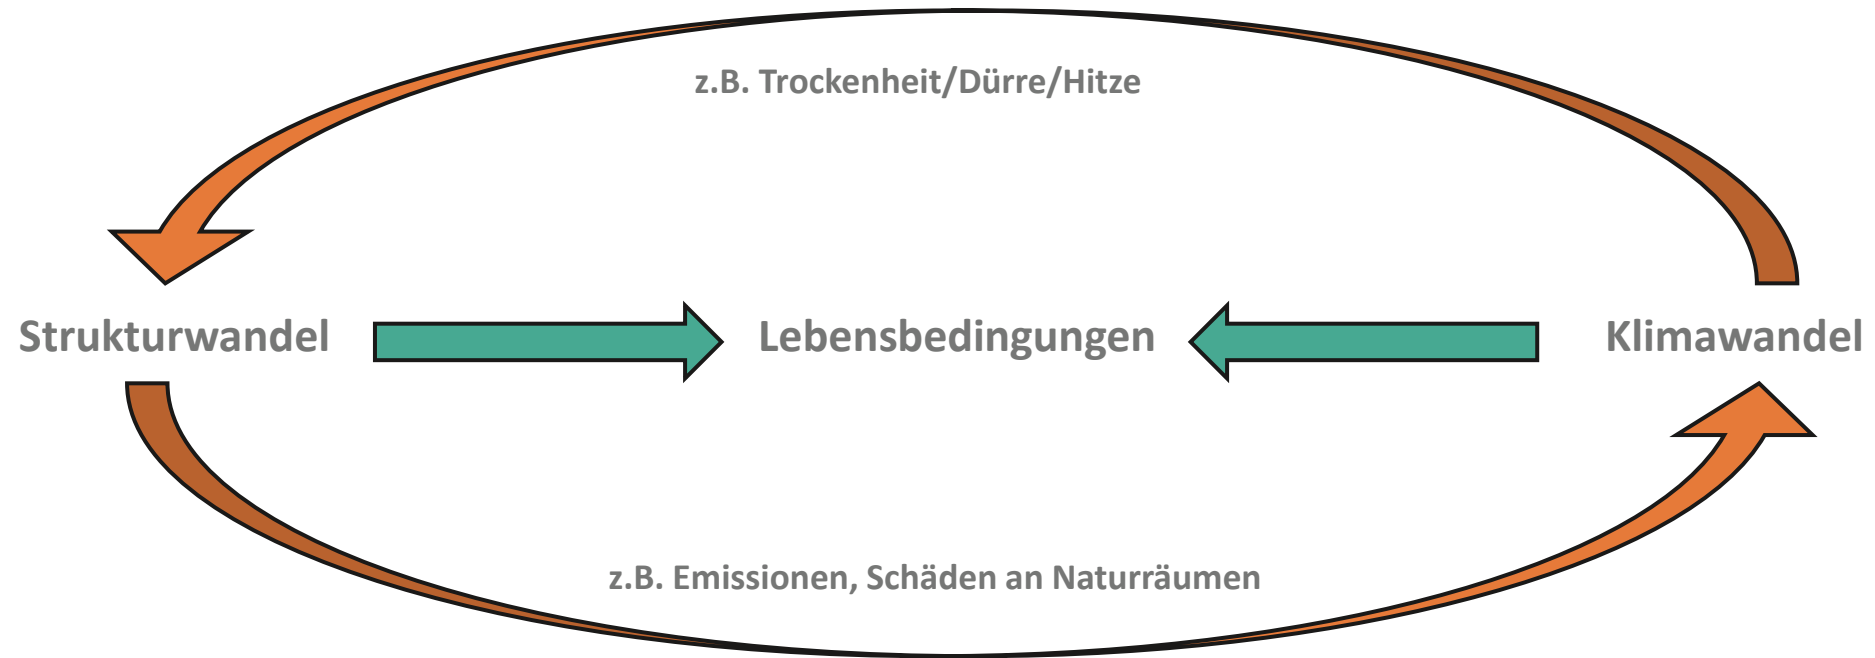 z.B. Trockenheit/Dürre/Hitze
Strukturwandel
Lebensbedingungen
Klimawandel
z.B. Emissionen, Schäden an Naturräumen